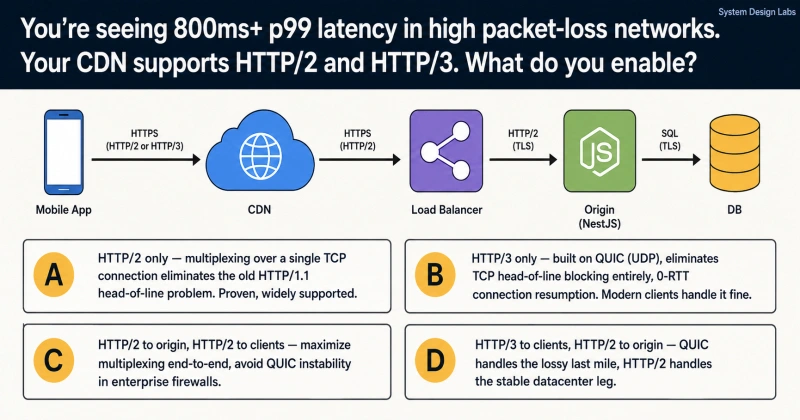 System Design Labs
You're seeing 800ms+ p99 latency in high packet-loss networks.
Your CDN supports HTTP/2 and HTTP/3. What do you enable?
HTTPS
(HTTP/2 or HTTP/3)
HTTPS
(HTTP/2)
HTTP/2
(TLS)
SQL
(TLS)
JS
Mobile App
CDN
Load Balancer
Origin
(NestJS)
DB
A
HTTP/2 only — multiplexing over a single TCP
connection eliminates the old HTTP/1.1
head-of-line problem. Proven, widely supported.
B
HTTP/3 only — built on QUIC (UDP), eliminates
TCP head-of-line blocking entirely, 0-RTT
connection resumption. Modern clients handle it fine.
C
HTTP/2 to origin, HTTP/2 to clients — maximize
multiplexing end-to-end, avoid QUIC instability
in enterprise firewalls.
D
HTTP/3 to clients, HTTP/2 to origin — QUIC
handles the lossy last mile, HTTP/2 handles
the stable datacenter leg.